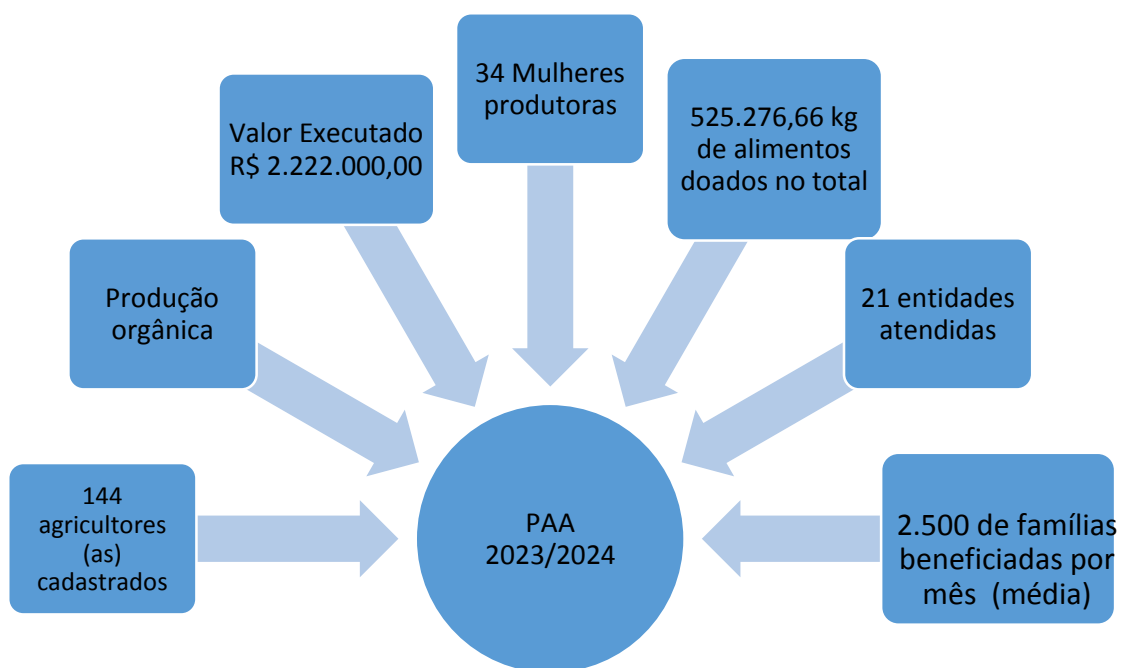 144
agricultores
(as)
cadastrados
Produção
orgânica
Valor Executado
R$ 2.222.000,00
34 Mulheres
produtoras
525.276,66 kg
de alimentos
doados no total
21 entidades
atendidas
2.500 de famílias
beneficiadas por
mês (média)
PAA
2023/2024